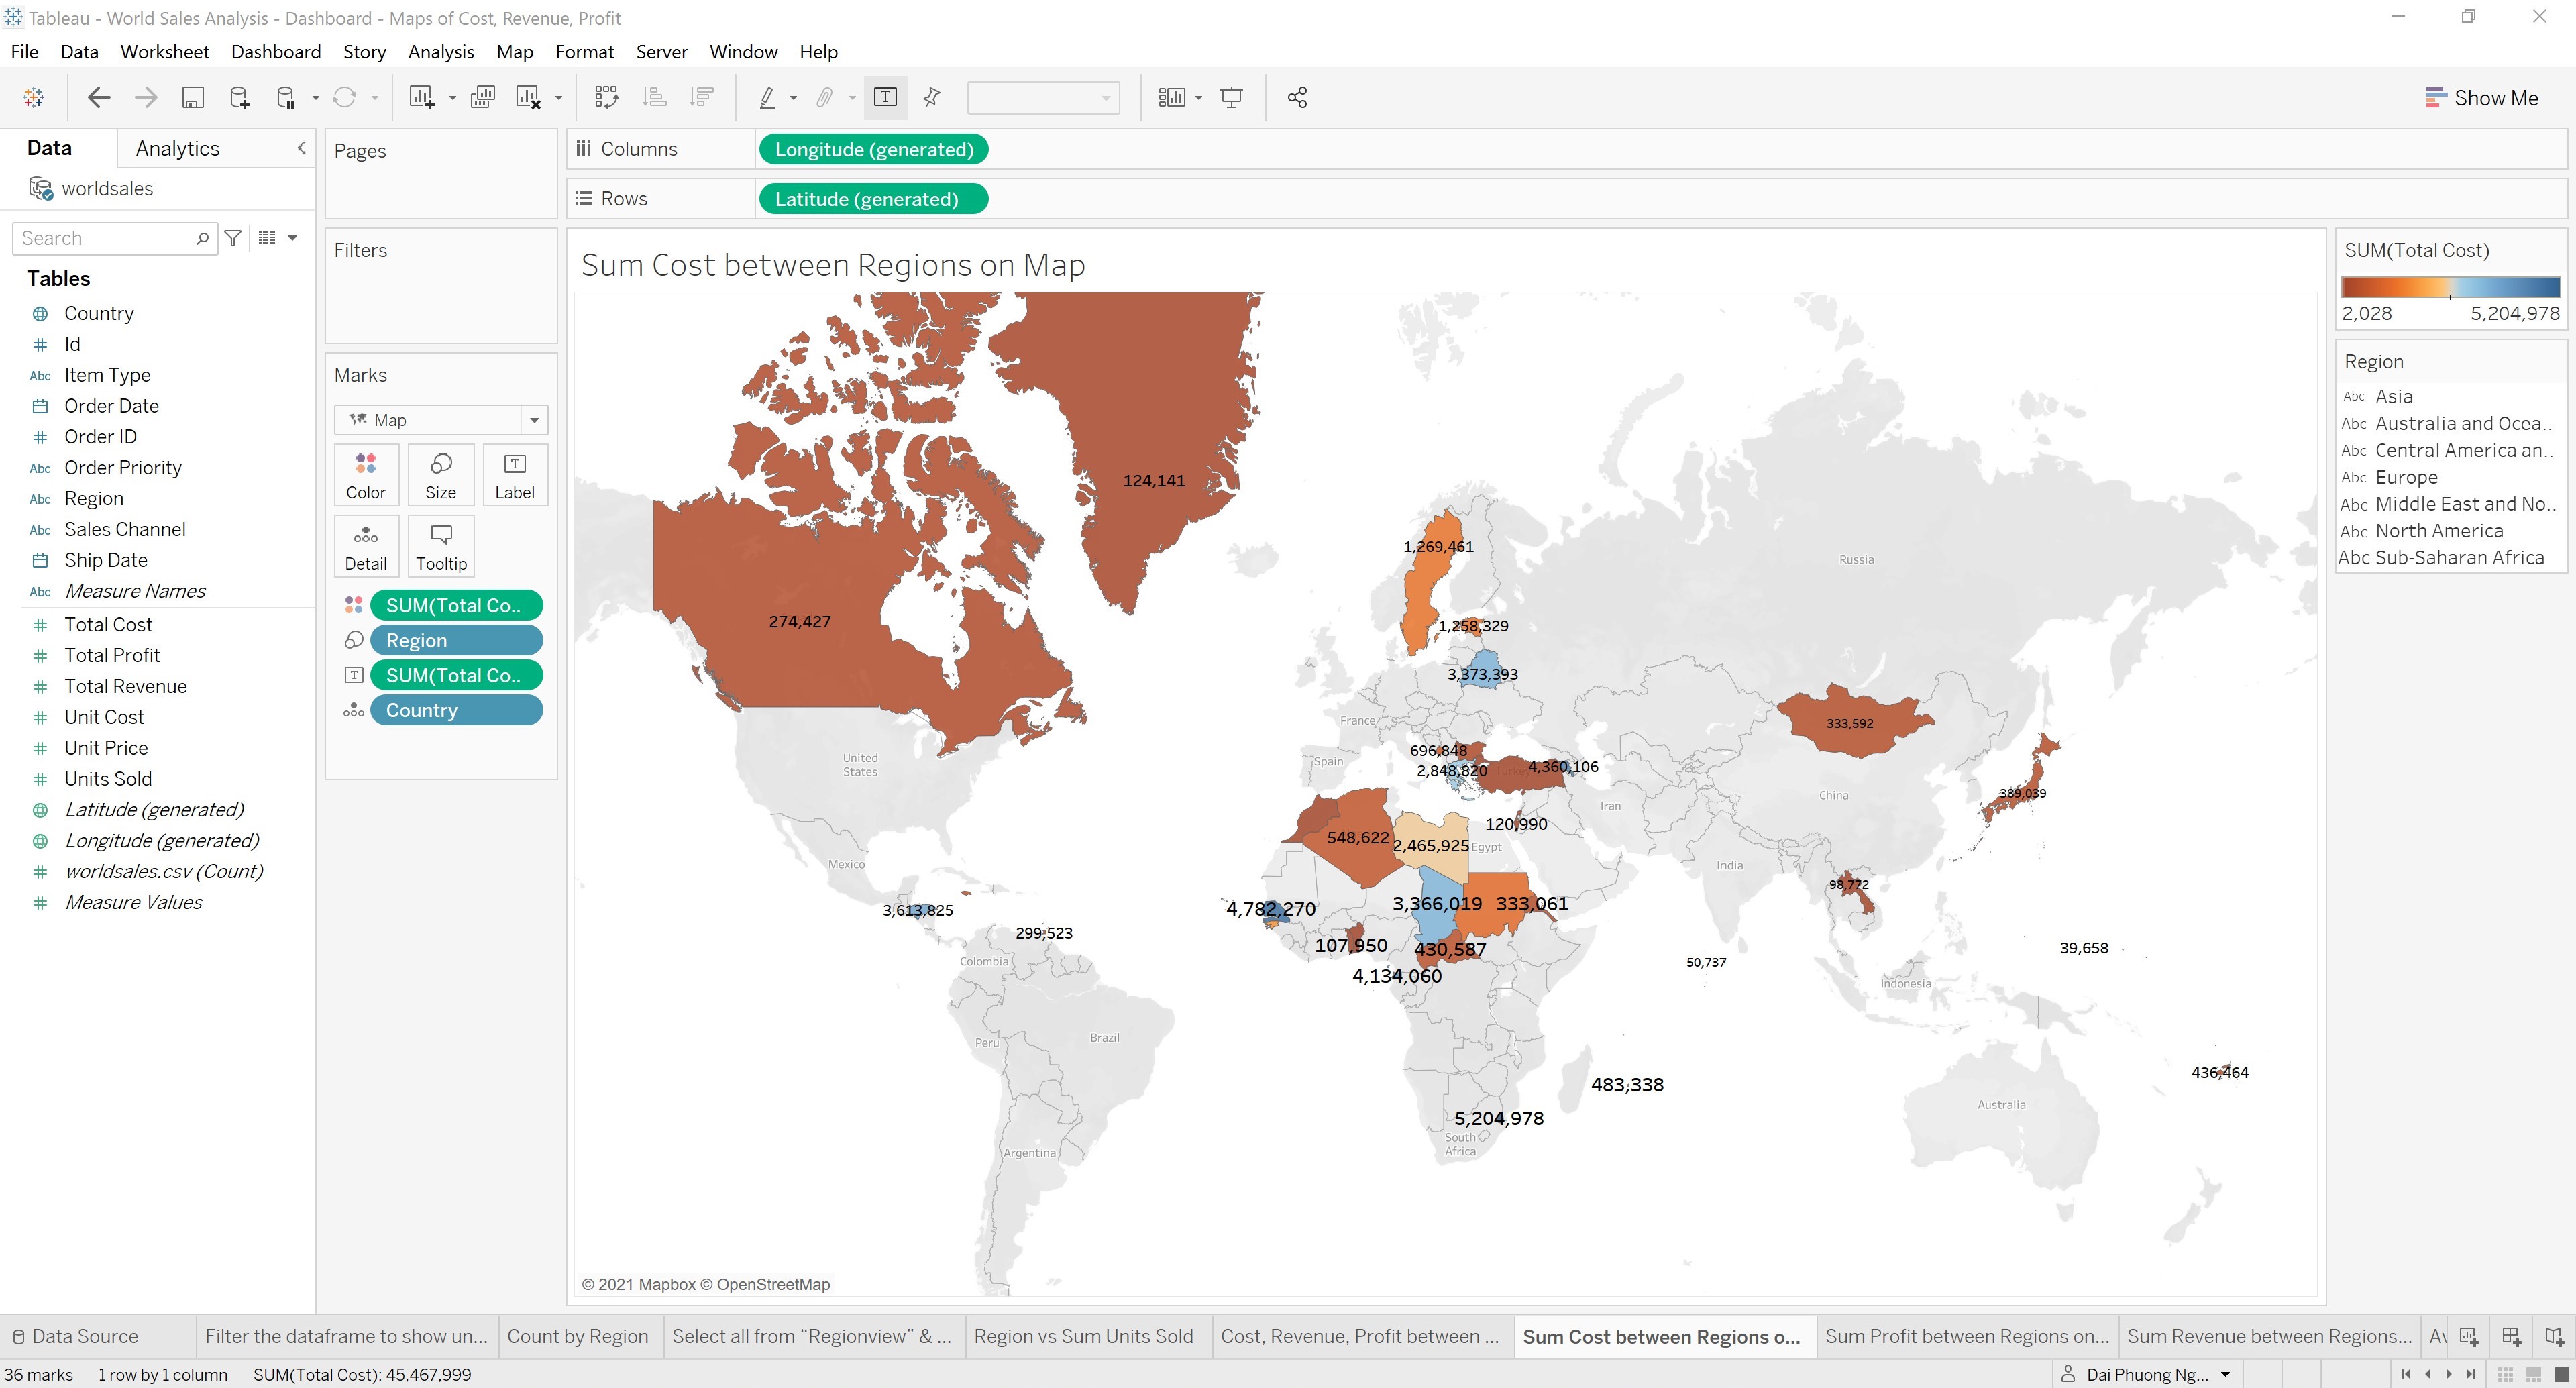 Tableau - World Sales Analysis - Dashboard - Maps of Cost, Revenue, Profit
File Data Worksheet Dashboard Story Analysis Map Format Server Window Help
Show Me
Data Analytics
worldsales
Search
Tables
Country
Id
Abc Item Type
Order Date
Order ID
Abc Order Priority
Abc Region
Abc Sales Channel
Ship Date
Abc Measure Names
Total Cost
Total Profit
Total Revenue
Unit Cost
Unit Price
Units Sold
Latitude (generated)
Longitude (generated)
worldsales.csv (Count)
Measure Values
Pages
Filters
Marks
Map
Color Size Label
Detail Tooltip
SUM(Total Co..
Region
SUM(Total Co..
Country
Columns Longitude (generated)
Rows Latitude (generated)
Sum Cost between Regions on Map
124,141
1,269,461
Russia
274,427
1,258,329
3,373,393
France
333,592
696,848
United States
Spain
2,848,820
Turkey
4,360,106
389,039
China
Iran
120,990
548,622
2,465,925
Egypt
Mexico
India
98,772
3,613,825
4,782,270
3,366,019
333,061
299,523
107,950
430,587
39,658
Colombia
50,737
4,134,060
Indonesia
Brazil
Peru
436,464
483,338
Australia
5,204,978
South Africa
Argentina
© 2021 Mapbox © OpenStreetMap
SUM(Total Cost)
2,028 5,204,978
Region
Abc Asia
Abc Australia and Ocea..
Abc Central America an..
Abc Europe
Abc Middle East and No..
Abc North America
Abc Sub-Saharan Africa
Data Source Filter the dataframe to show un... Count by Region Select all from “Regionview” & ... Region vs Sum Units Sold Cost, Revenue, Profit between ... Sum Cost between Regions o... Sum Profit between Regions on... Sum Revenue between Regions...
36 marks 1 row by 1 column SUM(Total Cost): 45,467,999 Dai Phuong Ng...